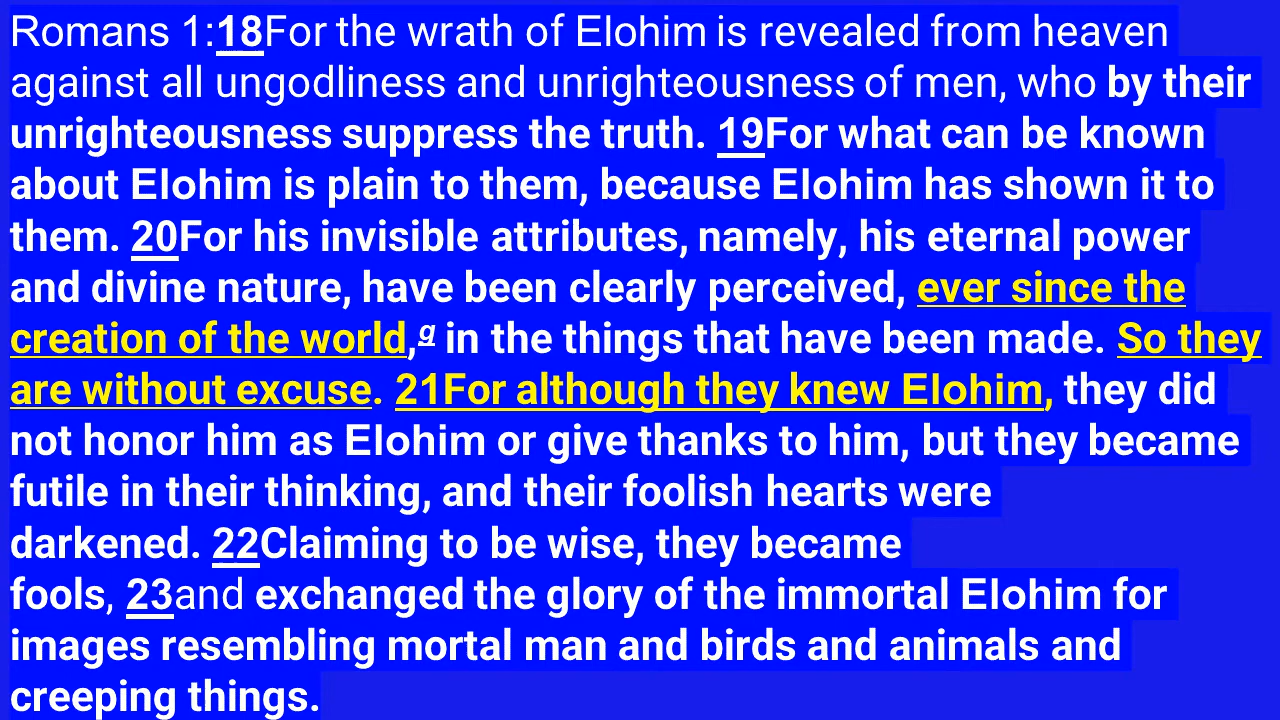 Romans 1:18For the wrath of Elohim is revealed from heaven
against all ungodliness and unrighteousness of men, who by their
unrighteousness suppress the truth. 19For what can be known
about Elohim is plain to them, because Elohim has shown it to
them. 20For his invisible attributes, namely, his eternal power
and divine nature, have been clearly perceived, ever since the
creation of the world,g in the things that have been made. So they
are without excuse. 21For although they knew Elohim, they did
not honor him as Elohim or give thanks to him, but they became
futile in their thinking, and their foolish hearts were
darkened. 22Claiming to be wise, they became
fools, 23and exchanged the glory of the immortal Elohim for
images resembling mortal man and birds and animals and
creeping things.